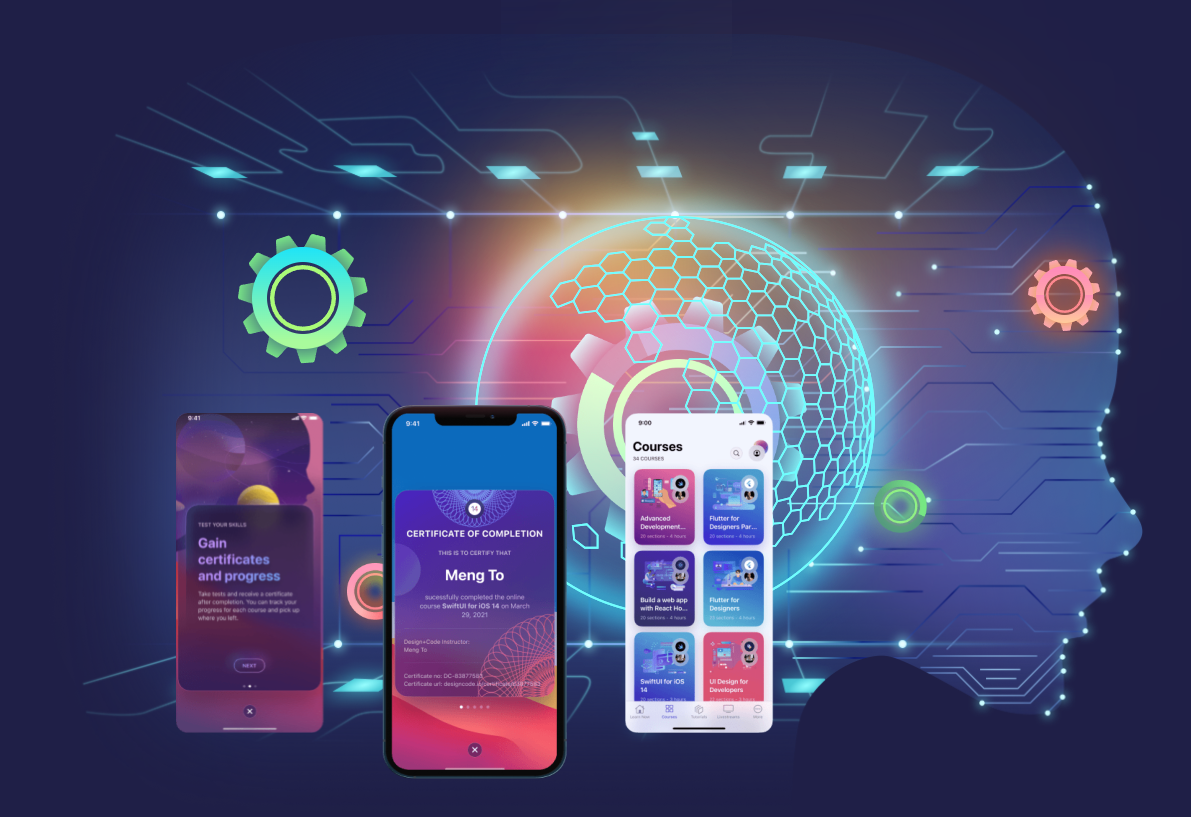 9:41
TEST YOUR SKILLS
Gain
certificates
and progress
Take tests and receive a certificate
after completion. You can track your
progress for each course and pick up
where you left.
NEXT
9:41
14
CERTIFICATE OF COMPLETION
THIS IS TO CERTIFY THAT
Meng To
sucessfully completed the online
course SwiftUI for iOS 14 on March
29, 2021
Design+Code Instructor:
Meng To
Certificate no: DC-83877583
Certificate url: designcode.io/
9:00
Courses
34 COURSES
Advanced
Development...
20 sections - 4 hours
Flutter for
Designers Par...
20 sections - 4 hours
Build a web app
with React Ho...
20 sections - 4 hours
Flutter for
Designers
sections - 4 hours
SwiftUI for iOS
14
UI Design for
Developers
Learn Now
Courses
Tutorials
Livestreams
More